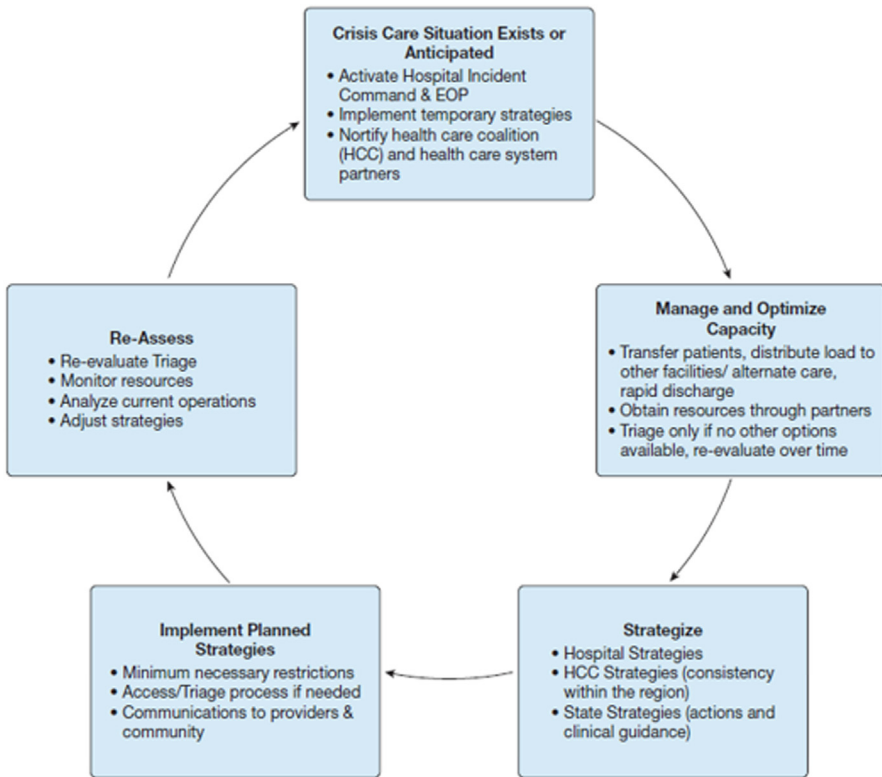 Crisis Care Situation Exists or
Anticipated
• Activate Hospital Incident
Command & EOP
• Implement temporary strategies
• Nortify health care coalition
(HCC) and health care system
partners
Manage and Optimize
Capacity
• Transfer patients, distribute load to
other facilities/ alternate care,
rapid discharge
• Obtain resources through partners
• Triage only if no other options
available, re-evaluate over time
Strategize
• Hospital Strategies
• HCC Strategies (consistency
within the region)
• State Strategies (actions and
clinical guidance)
Implement Planned
Strategies
• Minimum necessary restrictions
• Access/Triage process if needed
• Communications to providers &
community
Re-Assess
• Re-evaluate Triage
• Monitor resources
• Analyze current operations
• Adjust strategies